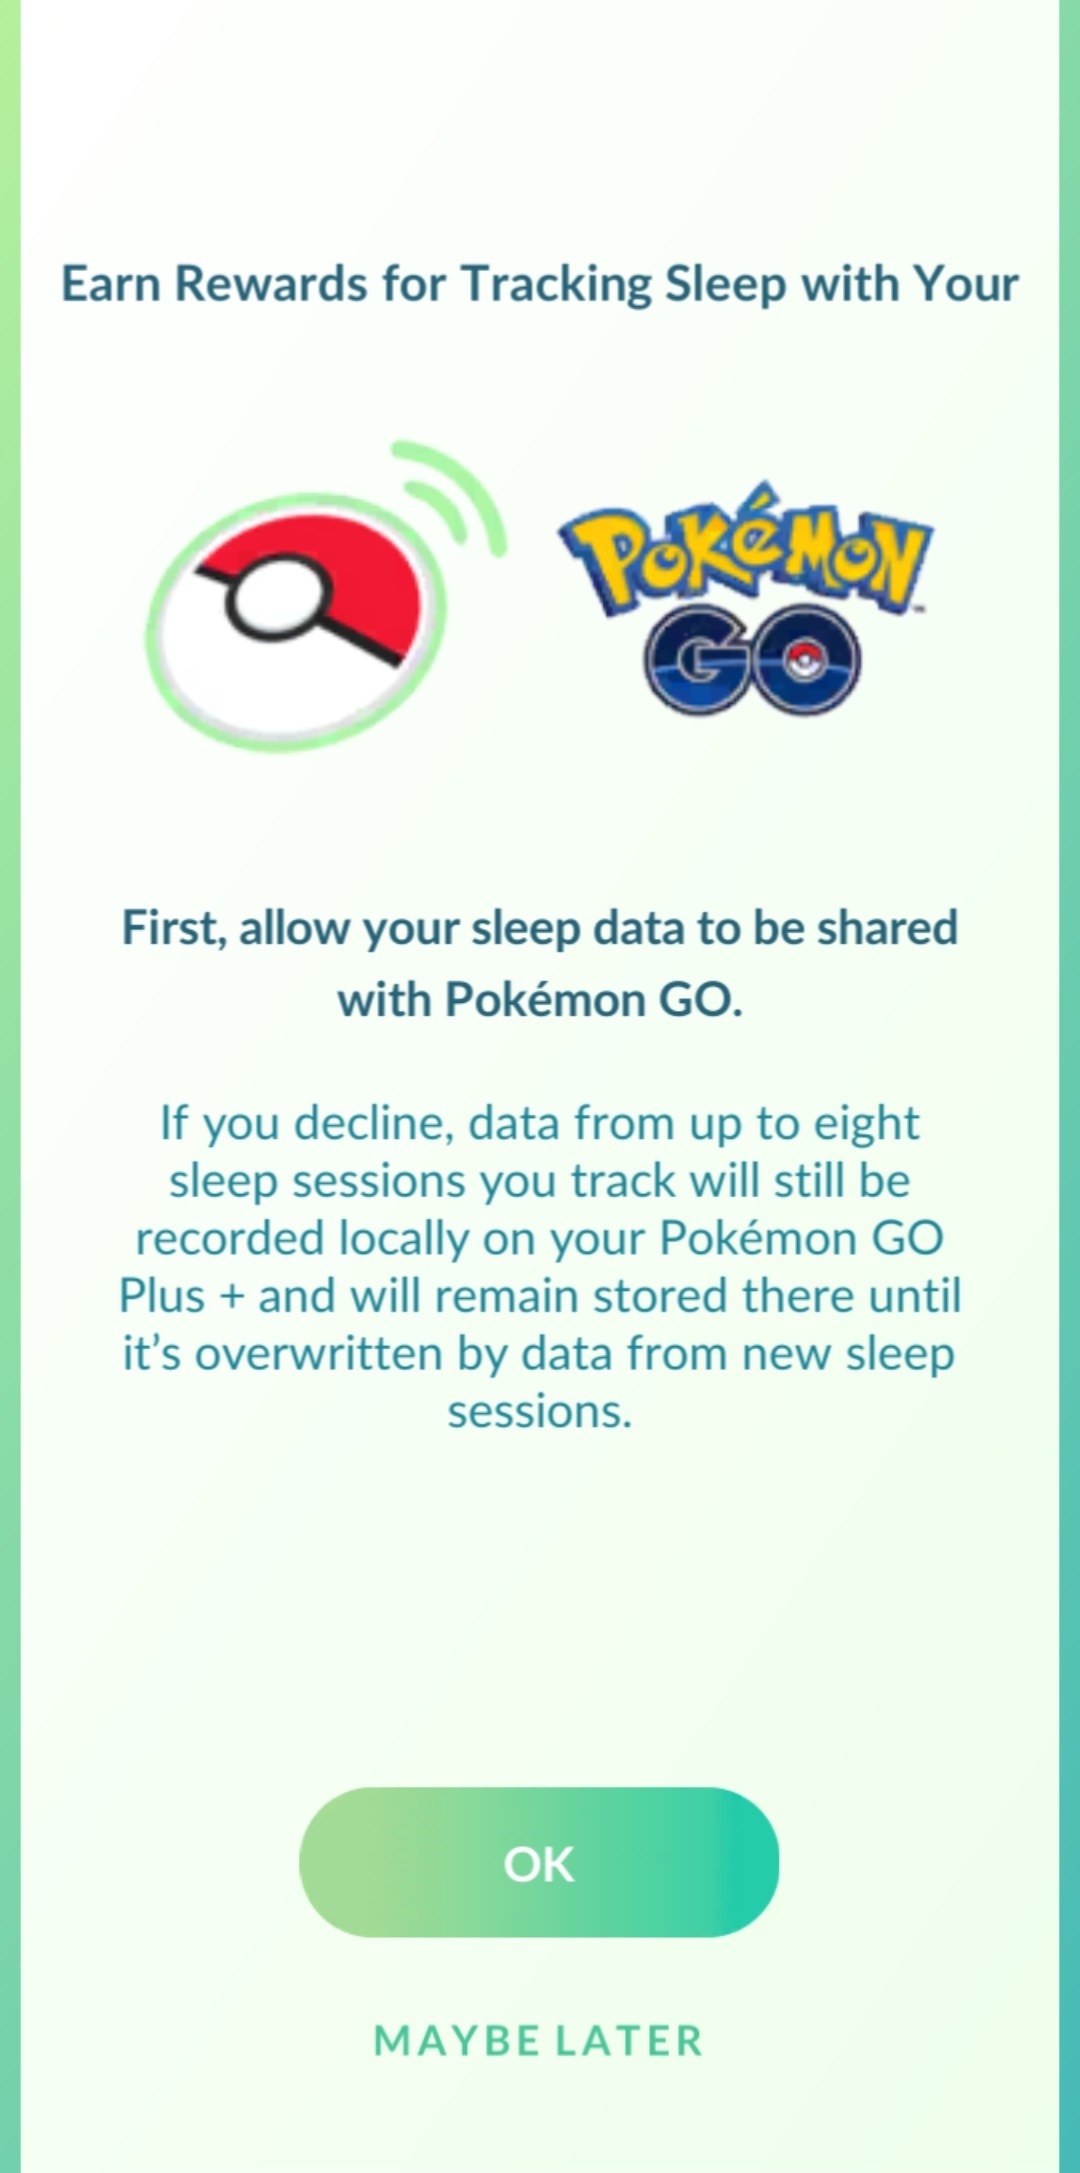 Earn Rewards for Tracking Sleep with Your
POKéMON
GO
First, allow your sleep data to be shared
with Pokémon GO.
If you decline, data from up to eight
sleep sessions you track will still be
recorded locally on your Pokémon GO
Plus + and will remain stored there until
it’s overwritten by data from new sleep
sessions.
OK
MAYBE LATER